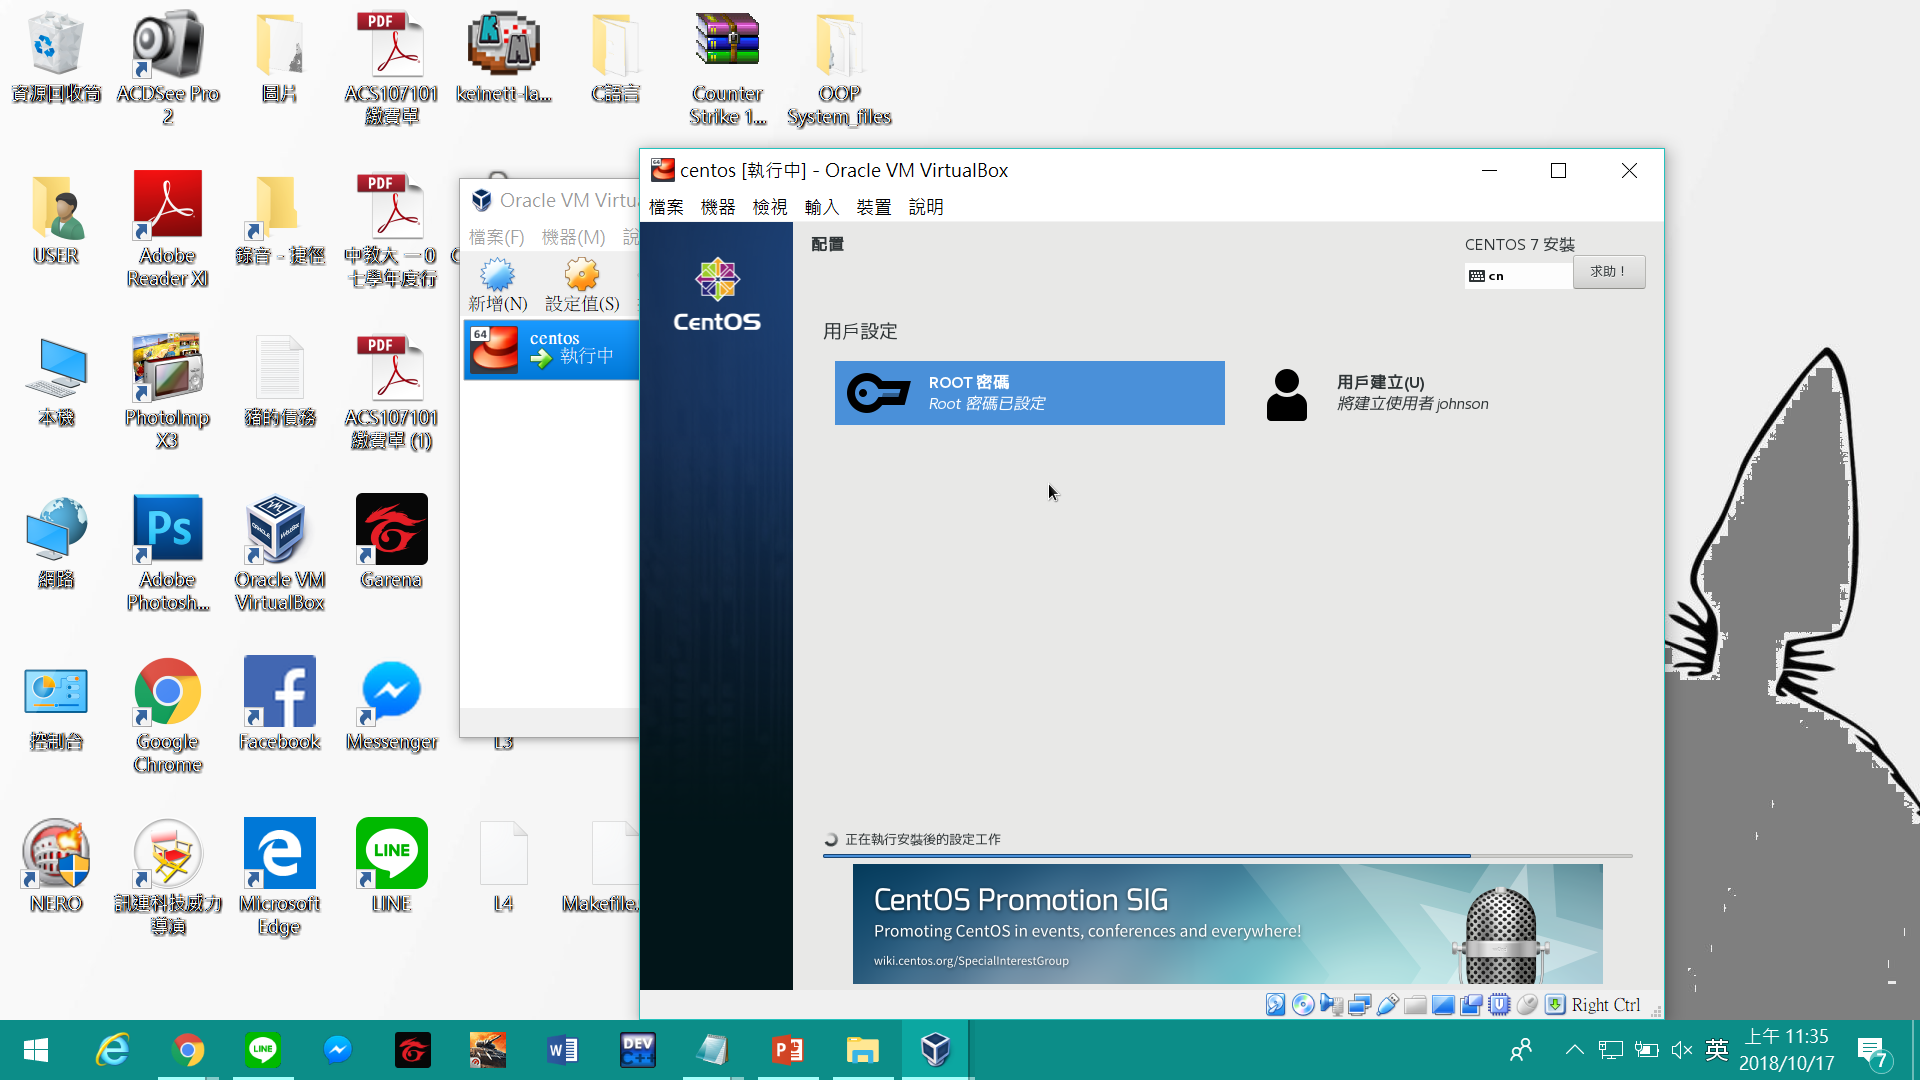 資源回收筒
ACDSee Pro
2
圖片
PDF
ACS107101
繳費單
keinett-la...
C語言
Counter
Strike 1...
OOP
System_files
USER
Adobe
Reader XI
錄音 - 捷徑
PDF
中教大 一０
七學年度行
本機
PhotoImp
X3
豬的債務
PDF
ACS107101
繳費單 (1)
網路
Ps
Adobe
Photosh...
Oracle VM
VirtualBox
Garena
控制台
Google
Chrome
Facebook
Messenger
L3
NERO
訊連科技威力
導演
Microsoft
Edge
LINE
LINE
L4
Makefile.
Oracle VM Virtu
檔案(F) 機器(M) 說
新增(N) 設定值(S)
64
centos
執行中
64
centos [執行中] - Oracle VM VirtualBox
檔案 機器 檢視 輸入 裝置 說明
CentOS
配置
CENTOS 7 安裝
cn
求助！
用戶設定
ROOT 密碼
Root 密碼已設定
用戶建立(U)
將建立使用者 johnson
正在執行安裝後的設定工作
CentOS Promotion SIG
Promoting CentOS in events, conferences and everywhere!
wiki.centos.org/SpecialInterestGroup
Right Ctrl
LINE
DEV
C++
英
上午 11:35
2018/10/17
7